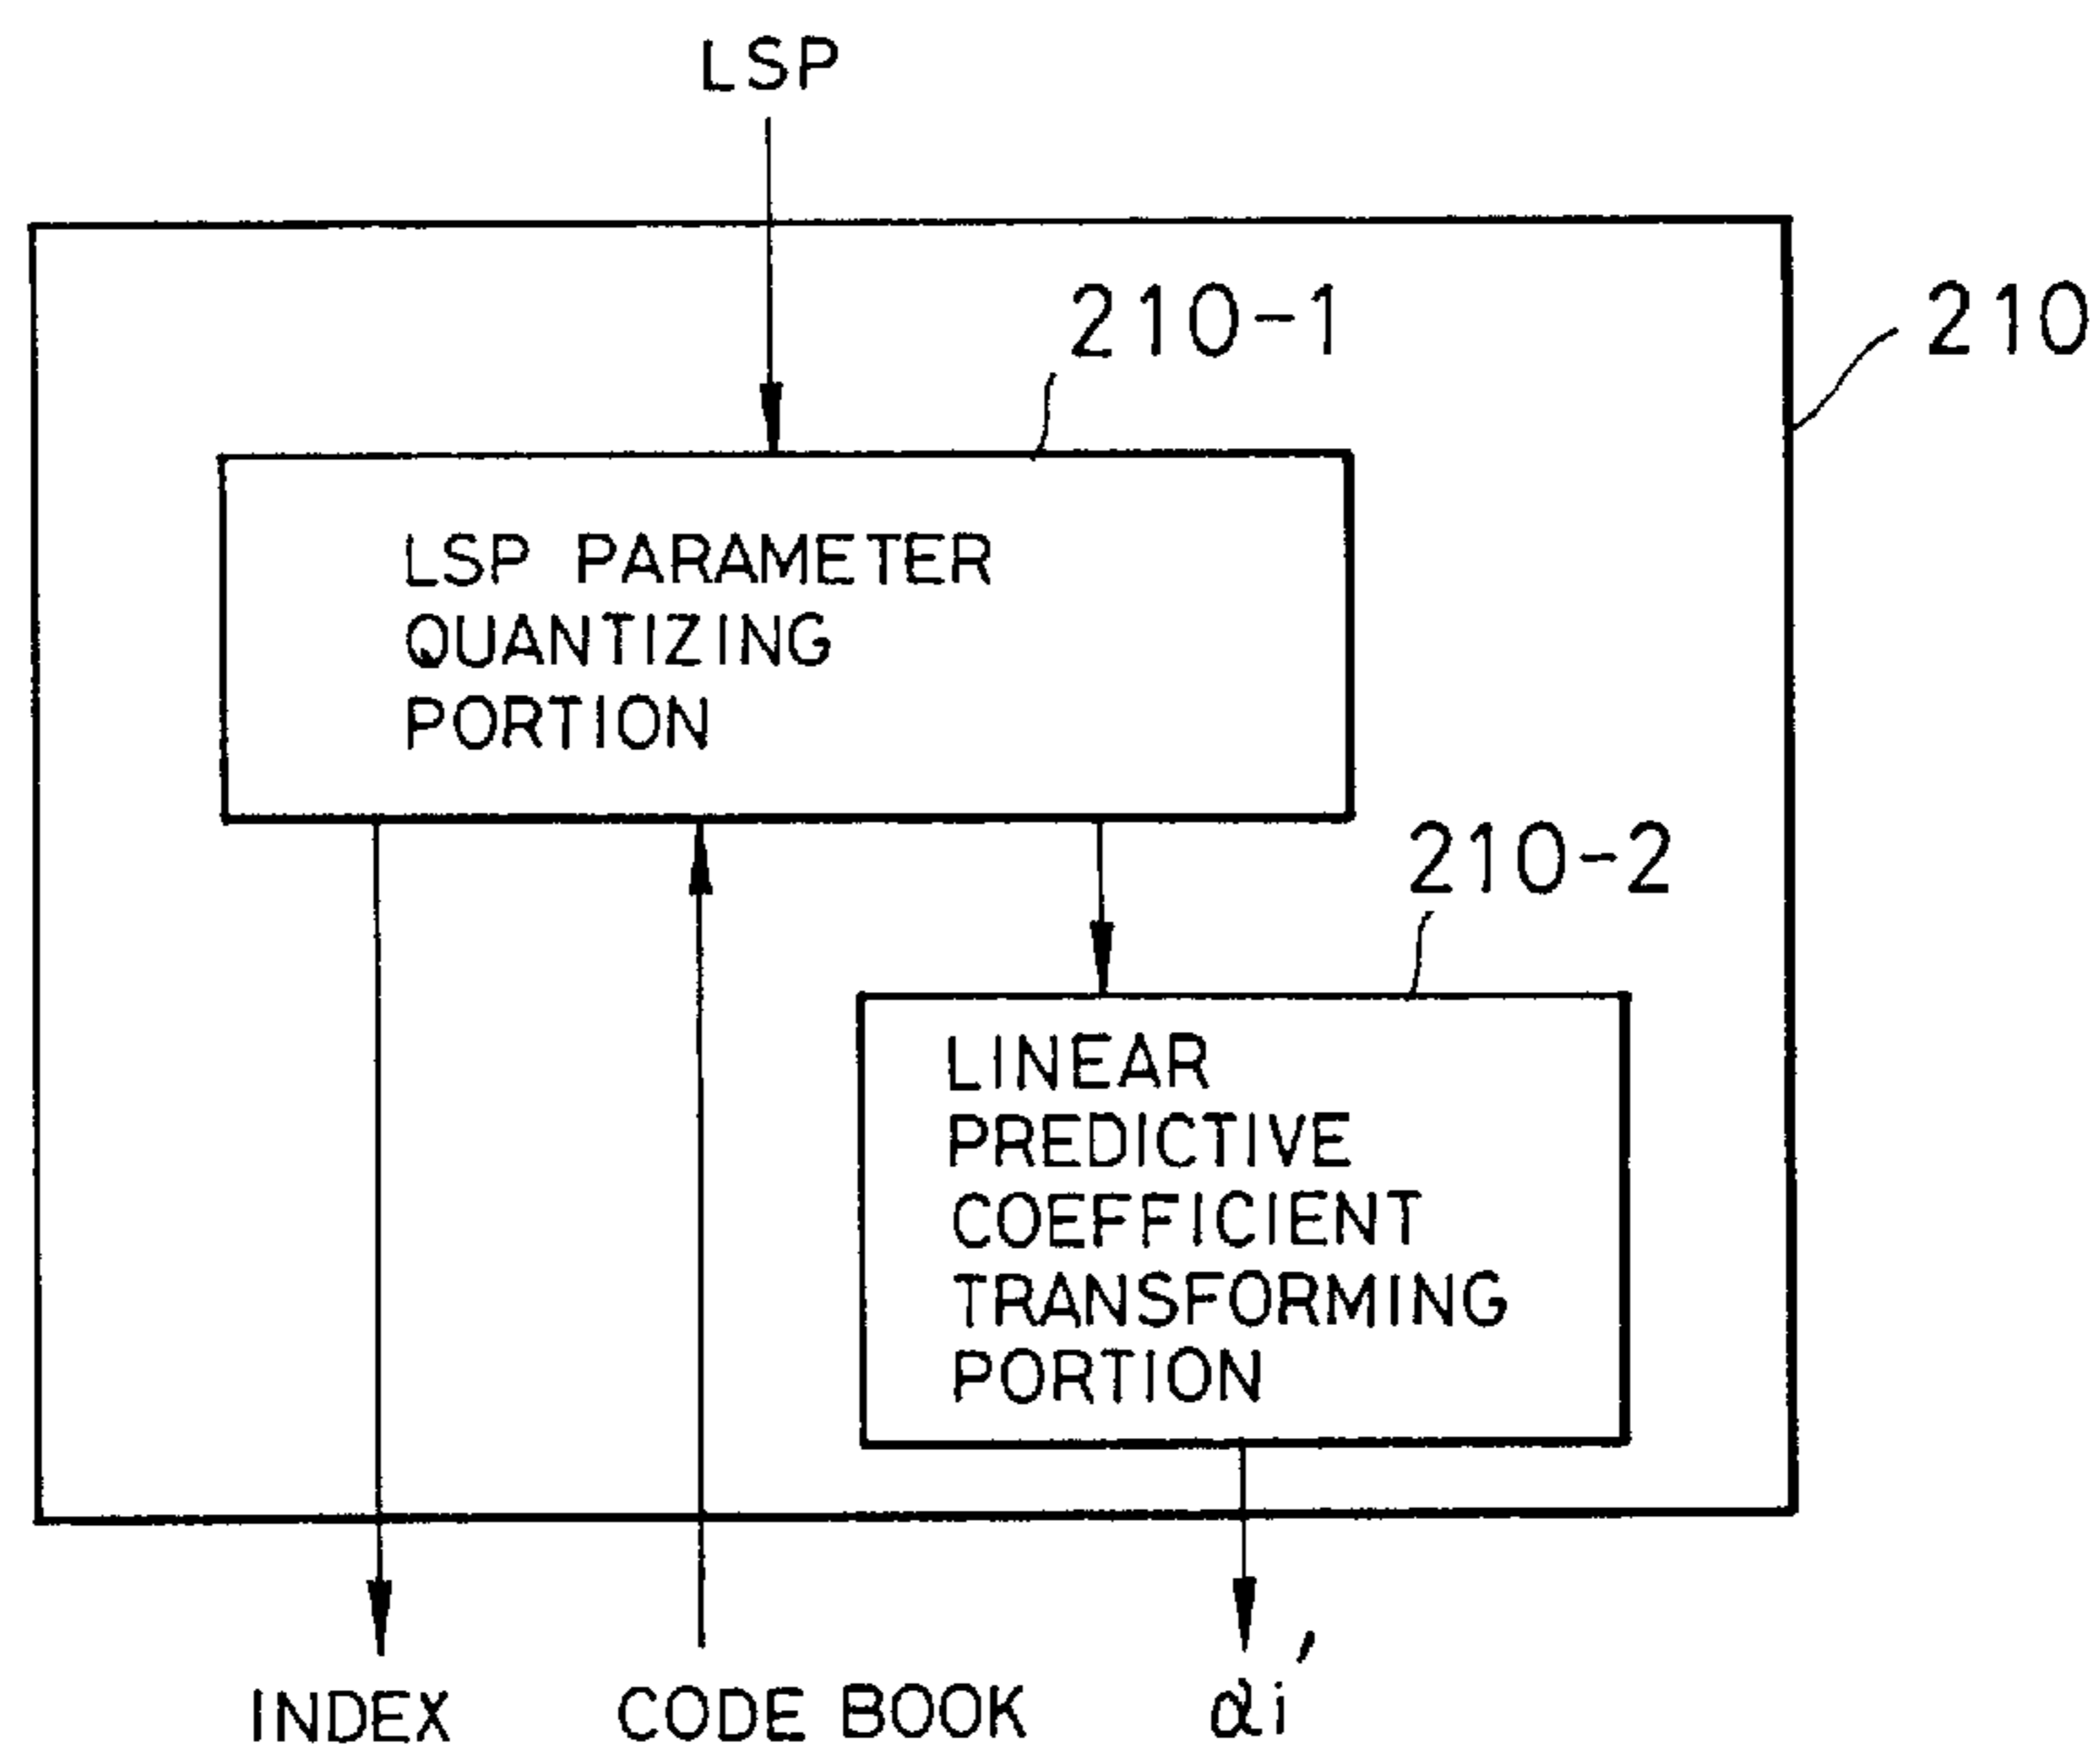 LSP
210-1
210
LSP PARAMETER
QUANTIZING
PORTION
210-2
LINEAR
PREDICTIVE
COEFFICIENT
TRANSFORMING
PORTION
INDEX
CODE BOOK
αi′